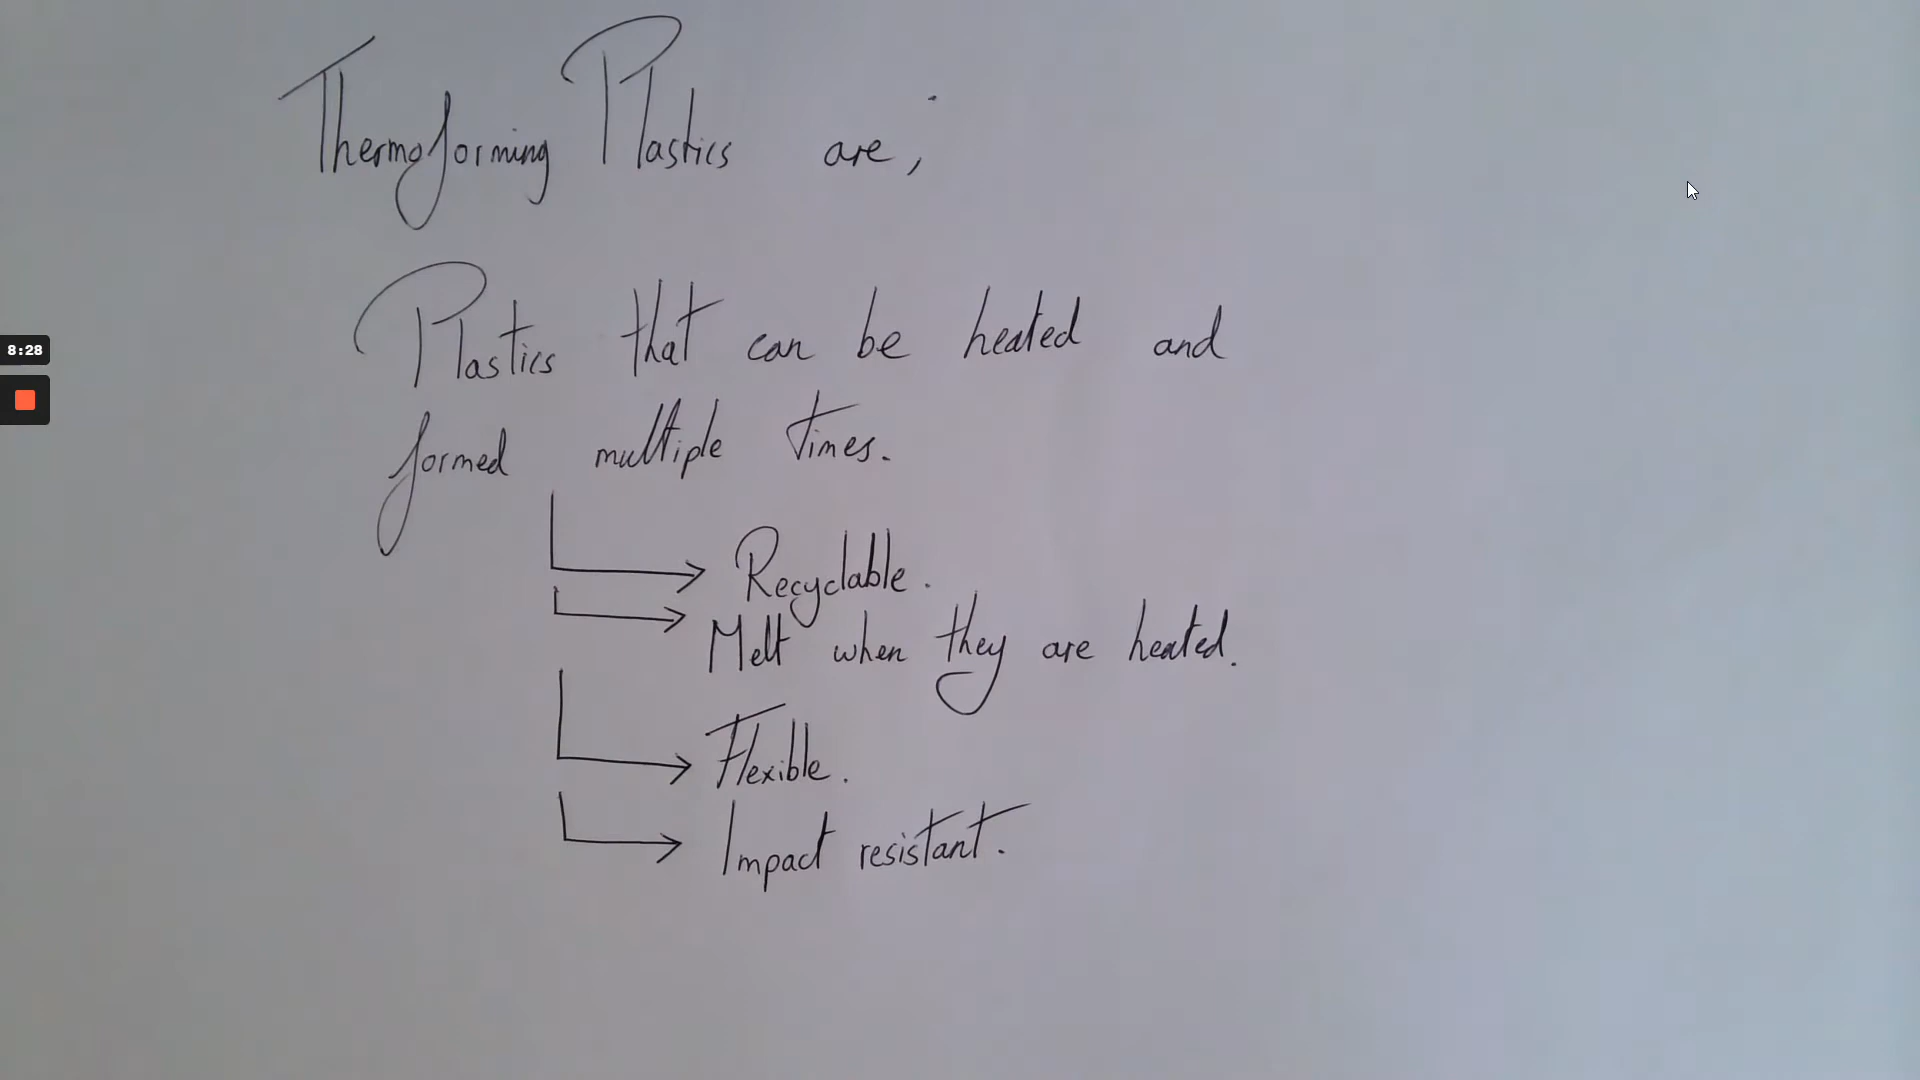 Thermoforming Plastics are;
Plastics that can be heated and
formed multiple times.
Recyclable.
Melt when they are heated.
Flexible.
Impact resistant.
8:28